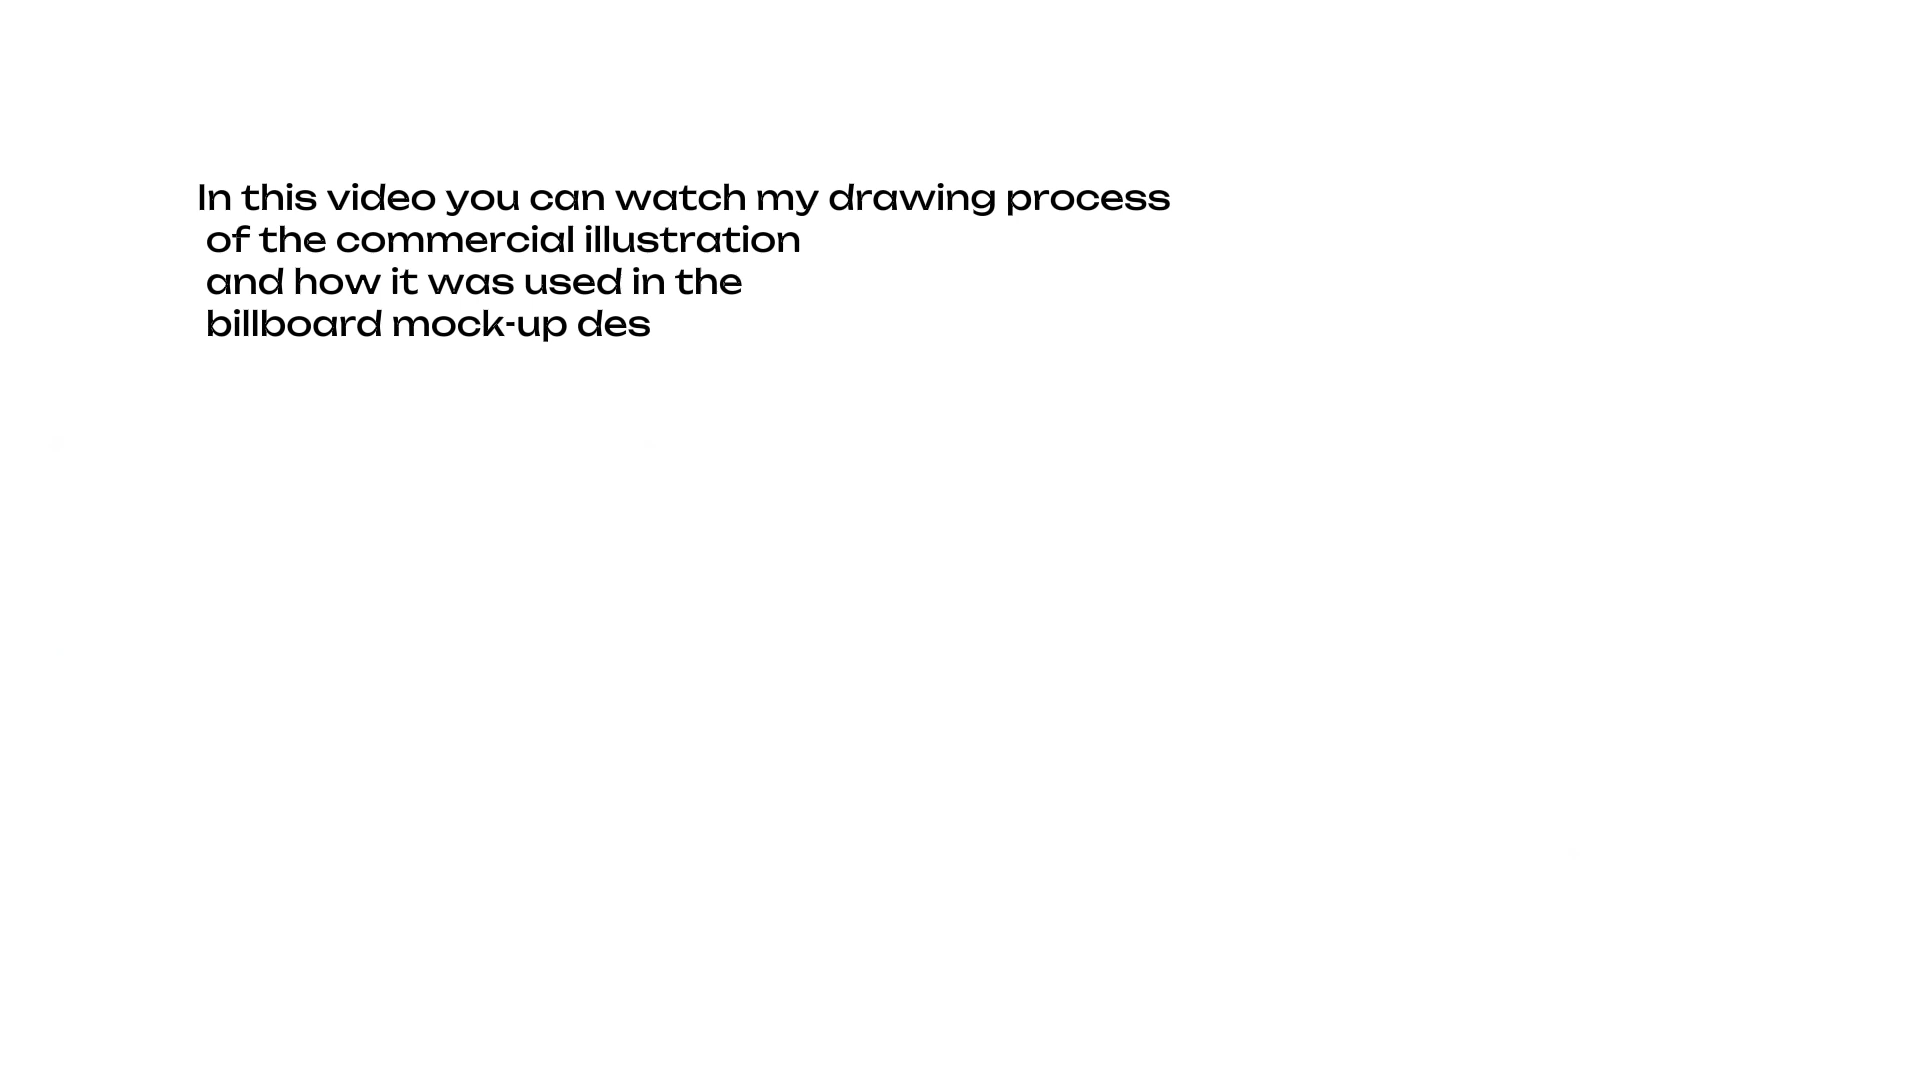 In this video you can watch my drawing process
of the commercial illustration
and how it was used in the
billboard mock-up des